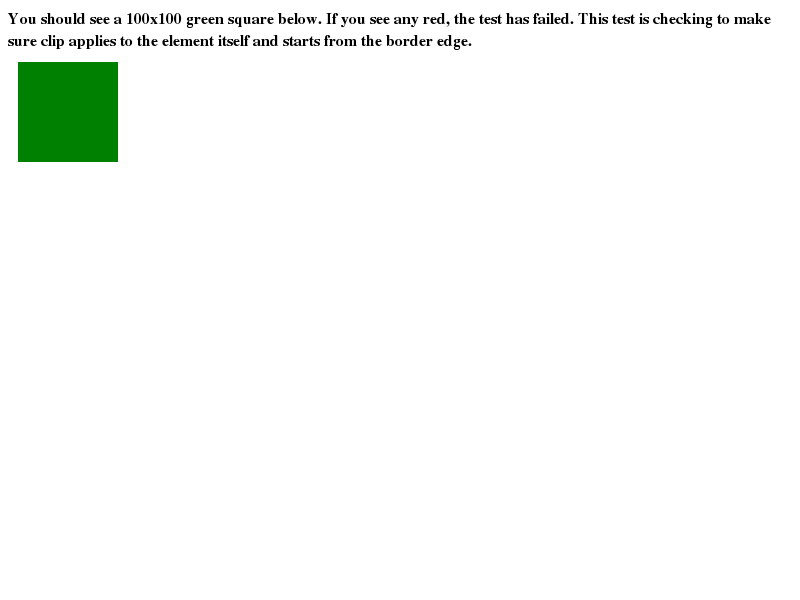 You should see a 100x100 green square below. If you see any red, the test has failed. This test is checking to make
sure clip applies to the element itself and starts from the border edge.